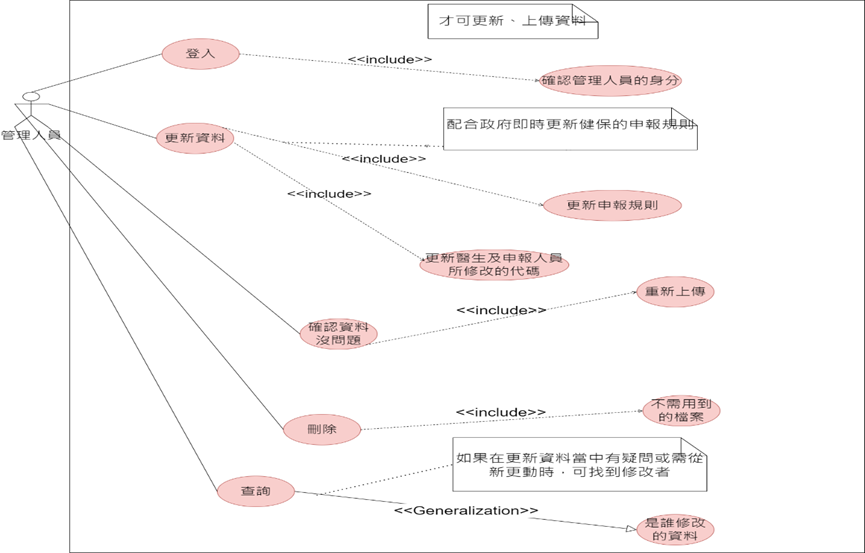 才可更新、上傳資料
登入
<<include>>
確認管理人員的身分
管理人員
更新資料
配合政府即時更新健保的申報規則
<<include>>
<<include>>
更新申報規則
更新醫生及申報人員
所修改的代碼
重新上傳
<<include>>
確認資料
沒問題
不需用到
的檔案
<<include>>
刪除
如果在更新資料當中有疑問或需從
新更動時，可找到修改者
查詢
<<Generalization>>
是誰修改
的資料